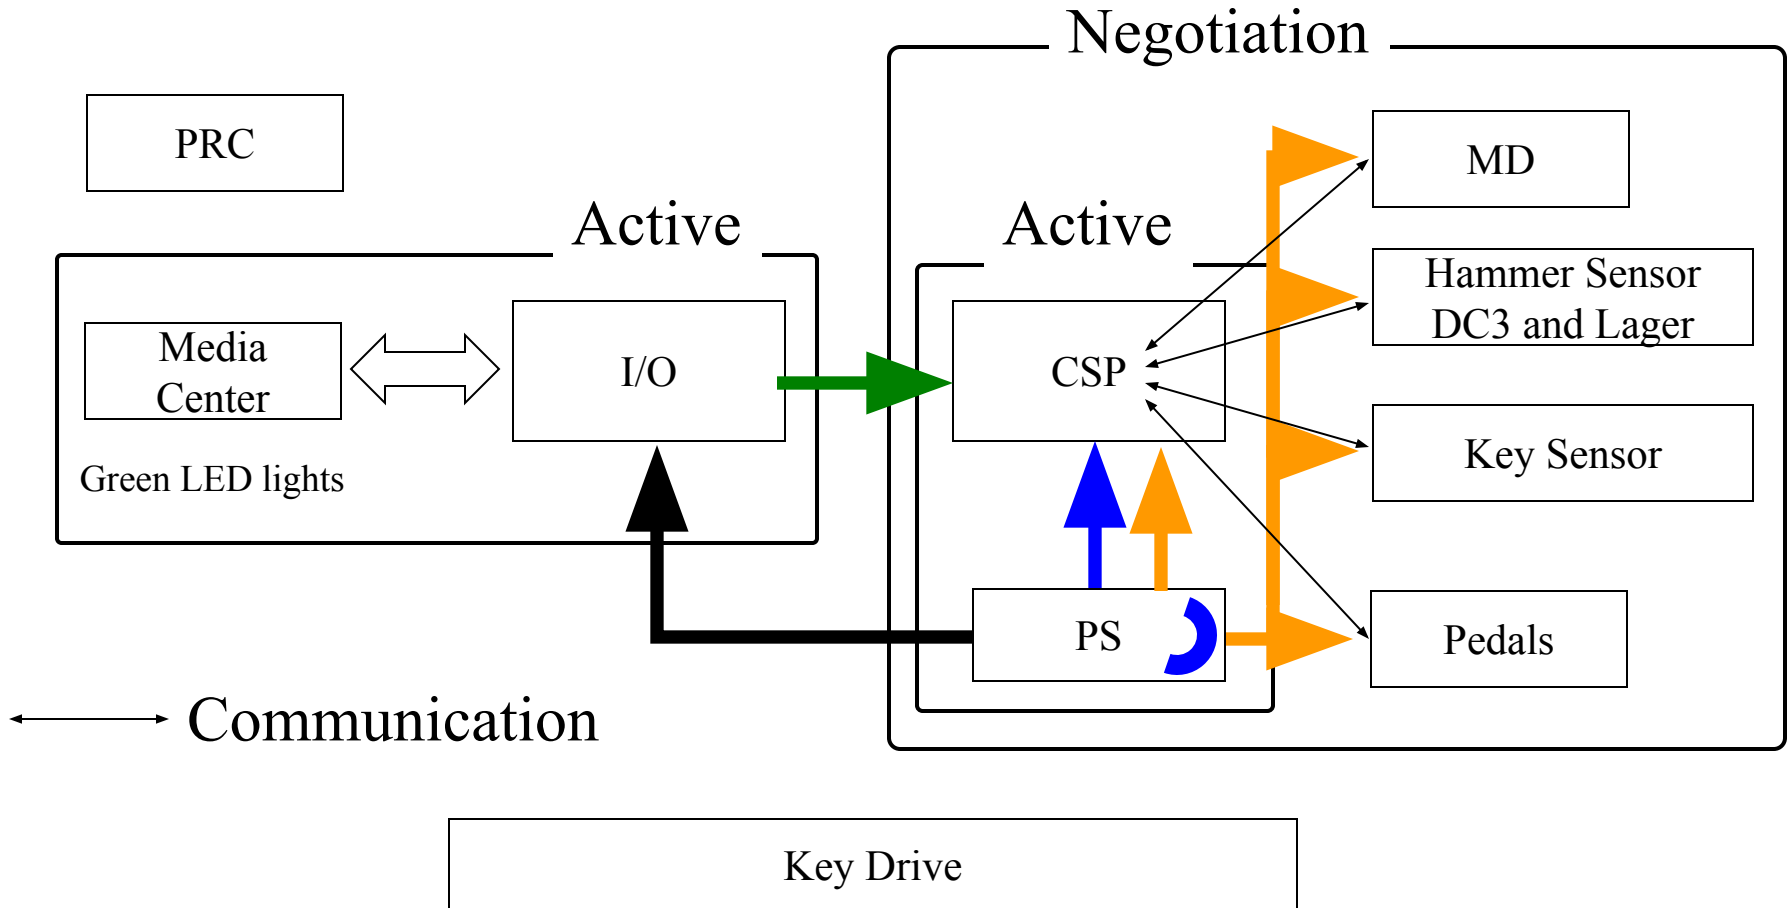 Negotiation
PRC
MD
Active
Active
Hammer Sensor
DC3 and Lager
Media
Center
I/O
CSP
Key Sensor
Green LED lights
PS
Pedals
Communication
Key Drive